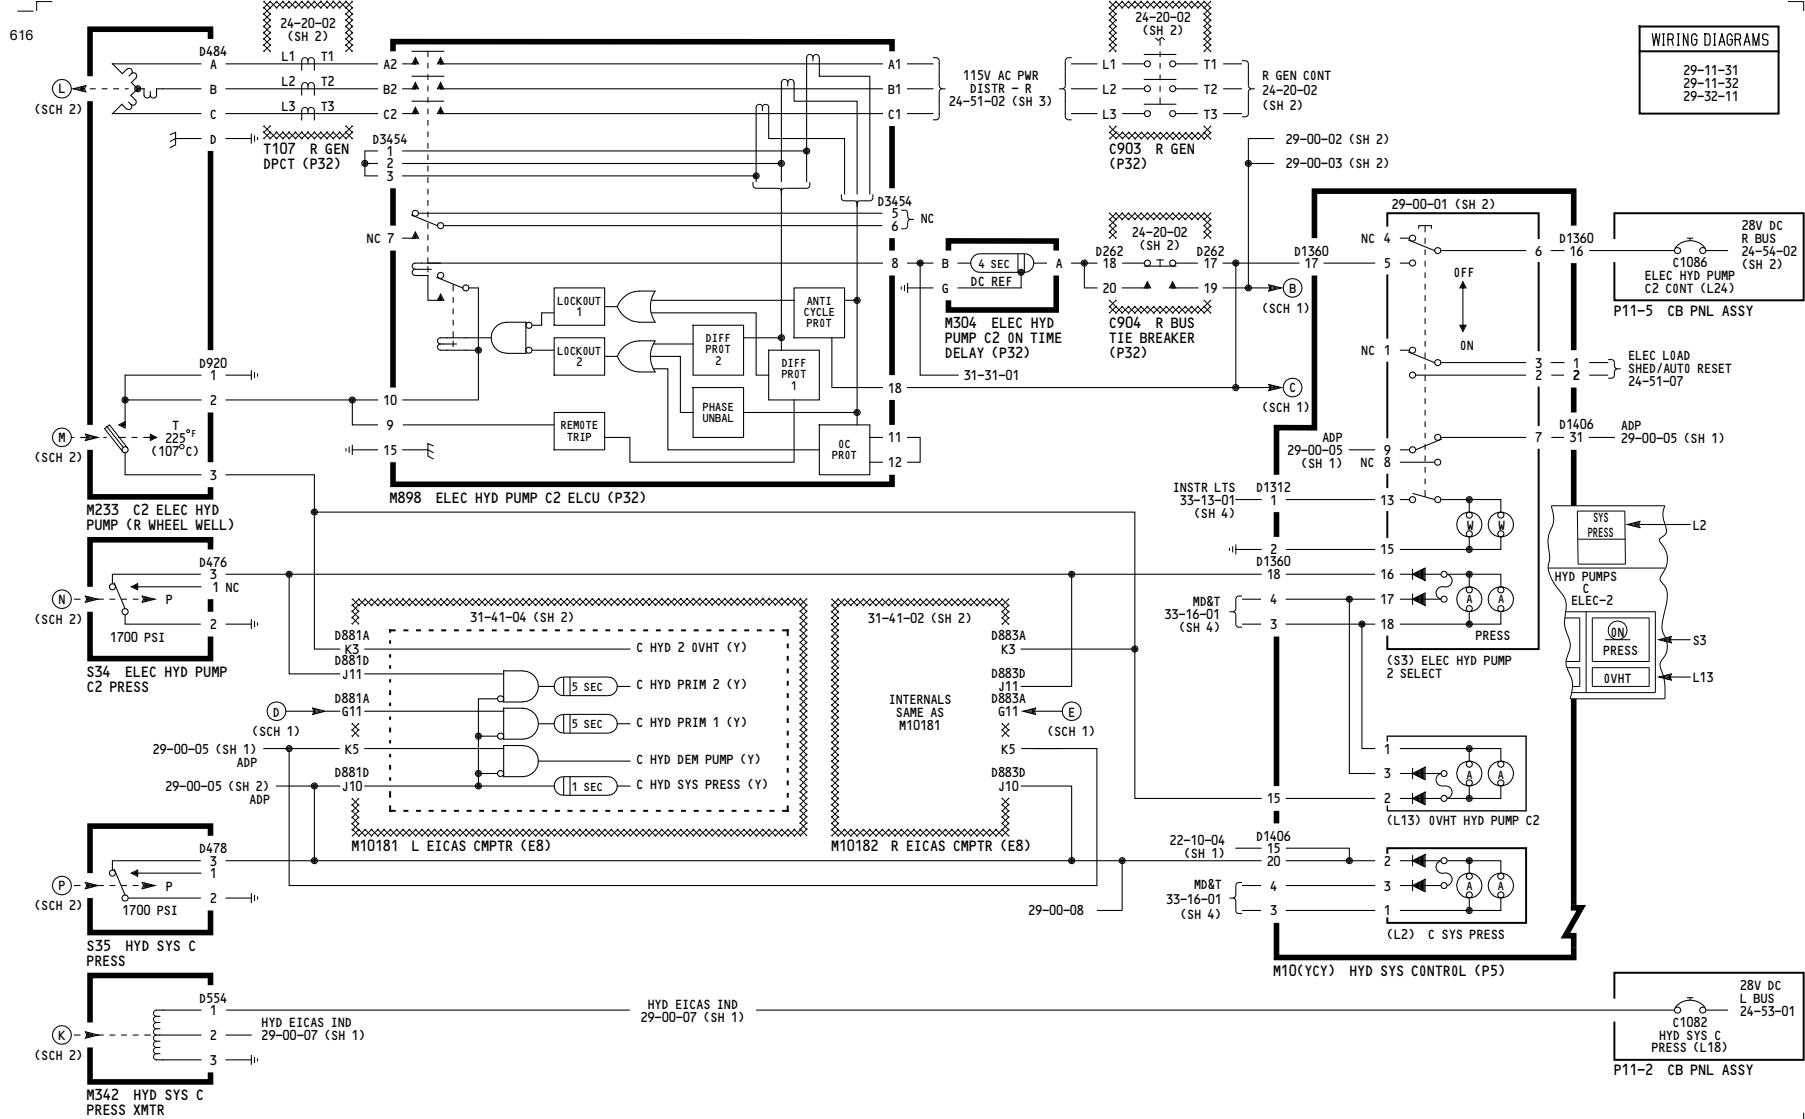 616
D484
24-20-02
(SH 2)
L1 T1
L2 T2
L3 T3
A
B
C
D
L
(SCH 2)
T107 R GEN
DPCT (P32)
A2
B2
C2
D3454
1
2
3
NC 7
A1
B1
C1
115V AC PWR
DISTR - R
24-51-02 (SH 3)
24-20-02
(SH 2)
L1 T1
L2 T2
L3 T3
R GEN CONT
24-20-02
(SH 2)
C903 R GEN
(P32)
WIRING DIAGRAMS
29-11-31
29-11-32
29-32-11
29-00-02 (SH 2)
29-00-03 (SH 2)
D3454
5
6
NC
8
LOCKOUT
1
LOCKOUT
2
ANTI
CYCLE
PROT
DIFF
PROT
2
DIFF
PROT
1
PHASE
UNBAL
REMOTE
TRIP
OC
PROT
10
9
15
18
11
12
M898 ELEC HYD PUMP C2 ELCU (P32)
B 4 SEC A
G DC REF
M304 ELEC HYD
PUMP C2 ON TIME
DELAY (P32)
31-31-01
24-20-02
(SH 2)
D262 D262
18 17
20 19
C904 R BUS
TIE BREAKER
(P32)
B
(SCH 1)
C
(SCH 1)
D1360
17
29-00-01 (SH 2)
NC 4
5
6
D1360
16
OFF
ON
NC 1
3 1
2 2
ELEC LOAD
SHED/AUTO RESET
24-51-07
28V DC
R BUS
24-54-02
(SH 2)
C1086
ELEC HYD PUMP
C2 CONT (L24)
P11-5 CB PNL ASSY
ADP
29-00-05
(SH 1)
9
NC 8
7
D1406
31
ADP
29-00-05 (SH 1)
INSTR LTS
33-13-01
(SH 4)
D1312
1
13
W W
2
15
D1360
18
16
MD&T
33-16-01
(SH 4)
4
3
17
18
A A
PRESS
(S3) ELEC HYD PUMP
2 SELECT
SYS
PRESS
L2
HYD PUMPS
C
ELEC-2
ON
PRESS
S3
OVHT
L13
D920
1
2
3
M
(SCH 2)
T
225°F
(107°C)
M233 C2 ELEC HYD
PUMP (R WHEEL WELL)
D476
3
1 NC
2
N
(SCH 2)
P
1700 PSI
S34 ELEC HYD PUMP
C2 PRESS
31-41-04 (SH 2)
D881A
K3
D881D
J11
D881A
G11
K5
D881D
J10
C HYD 2 OVHT (Y)
5 SEC C HYD PRIM 2 (Y)
5 SEC C HYD PRIM 1 (Y)
C HYD DEM PUMP (Y)
1 SEC C HYD SYS PRESS (Y)
D
(SCH 1)
29-00-05 (SH 1)
ADP
29-00-05 (SH 2)
ADP
M10181 L EICAS CMPTR (E8)
31-41-02 (SH 2)
INTERNALS
SAME AS
M10181
D883A
K3
D883D
J11
D883A
G11
K5
D883D
J10
E
(SCH 1)
M10182 R EICAS CMPTR (E8)
15
1
3
2
A A
(L13) OVHT HYD PUMP C2
22-10-04
(SH 1)
D1406
15
20
MD&T
33-16-01
(SH 4)
4
3
2
3
1
A A
(L2) C SYS PRESS
M10(YCY) HYD SYS CONTROL (P5)
29-00-08
D478
3
1
2
P
(SCH 2)
P
1700 PSI
S35 HYD SYS C
PRESS
D554
1
2
3
K
(SCH 2)
HYD EICAS IND
29-00-07 (SH 1)
HYD EICAS IND
29-00-07 (SH 1)
M342 HYD SYS C
PRESS XMTR
28V DC
L BUS
24-53-01
C1082
HYD SYS C
PRESS (L18)
P11-2 CB PNL ASSY